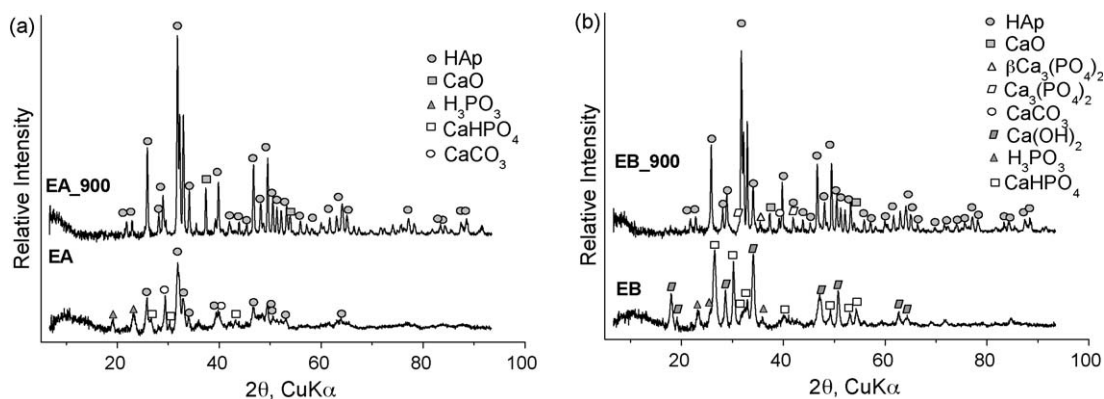 (a)
Relative Intensity
HAp
CaO
H₃PO₃
CaHPO₄
CaCO₃
EA_900
EA
20 40 60 80 100
2θ, CuKα
(b)
Relative Intensity
HAp
CaO
βCa₃(PO₄)₂
Ca₃(PO₄)₂
CaCO₃
Ca(OH)₂
H₃PO₃
CaHPO₄
EB_900
EB
20 40 60 80 100
2θ, CuKα